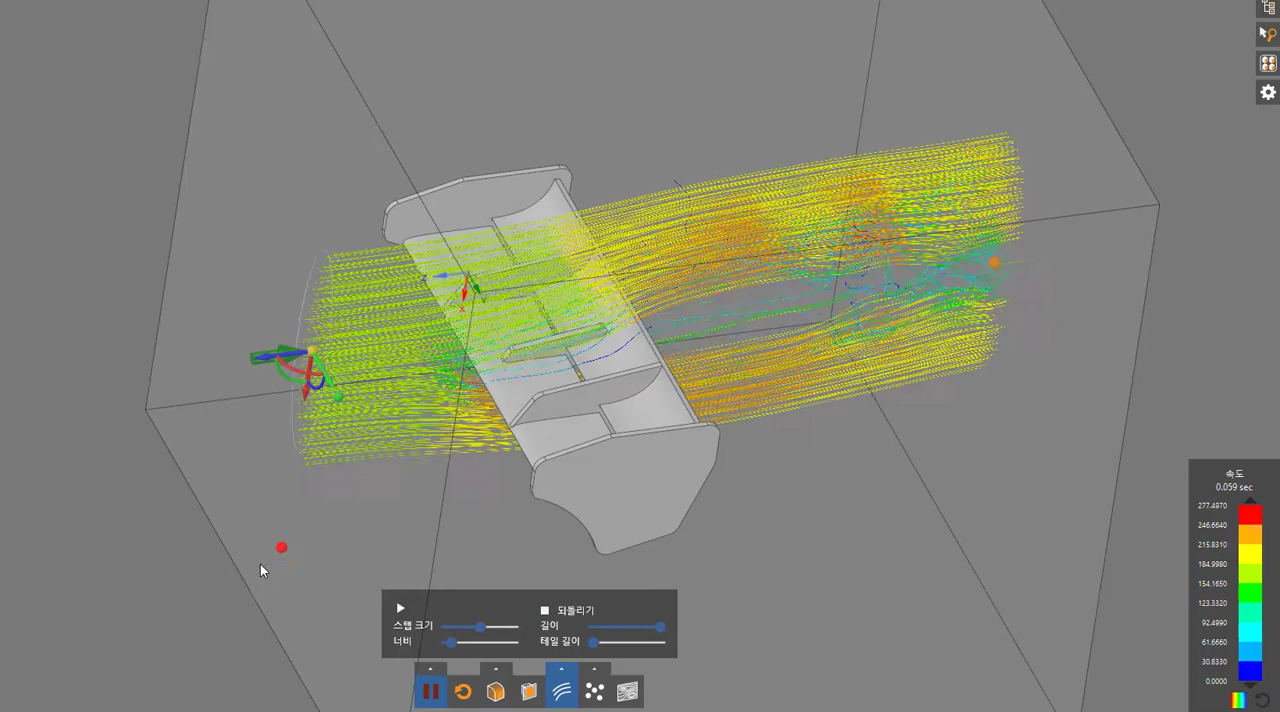 Z
X
속도
0.059 sec
277.4970
246.6640
215.8310
184.9980
154.1650
123.3320
92.4990
61.6660
30.8330
0.0000
되돌리기
스텝 크기
길이
너비
테일 길이